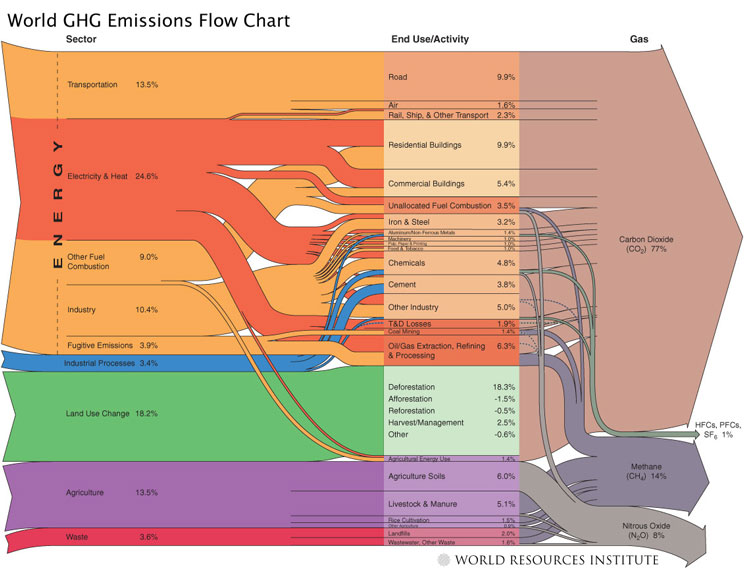 World GHG Emissions Flow Chart
Sector
End Use/Activity
Gas
ENERGY
Transportation 13.5%
Electricity & Heat 24.6%
Other Fuel
Combustion 9.0%
Industry 10.4%
Fugitive Emissions 3.9%
Industrial Processes 3.4%
Land Use Change 18.2%
Agriculture 13.5%
Waste 3.6%
Road 9.9%
Air 1.6%
Rail, Ship, & Other Transport 2.3%
Residential Buildings 9.9%
Commercial Buildings 5.4%
Unallocated Fuel Combustion 3.5%
Iron & Steel 3.2%
Aluminum/Non-Ferrous Metals 1.4%
Machinery 1.0%
Pulp, Paper & Printing 1.0%
Food & Tobacco 1.0%
Chemicals 4.8%
Cement 3.8%
Other Industry 5.0%
T&D Losses 1.9%
Coal Mining 1.4%
Oil/Gas Extraction, Refining
& Processing 6.3%
Deforestation 18.3%
Afforestation -1.5%
Reforestation -0.5%
Harvest/Management 2.5%
Other -0.6%
Agricultural Energy Use 1.4%
Agriculture Soils 6.0%
Livestock & Manure 5.1%
Rice Cultivation 1.5%
Other Agriculture 0.9%
Landfills 2.0%
Wastewater, Other Waste 1.6%
Carbon Dioxide
(CO2) 77%
HFCs, PFCs,
SF6 1%
Methane
(CH4) 14%
Nitrous Oxide
(N2O) 8%
WORLD RESOURCES INSTITUTE